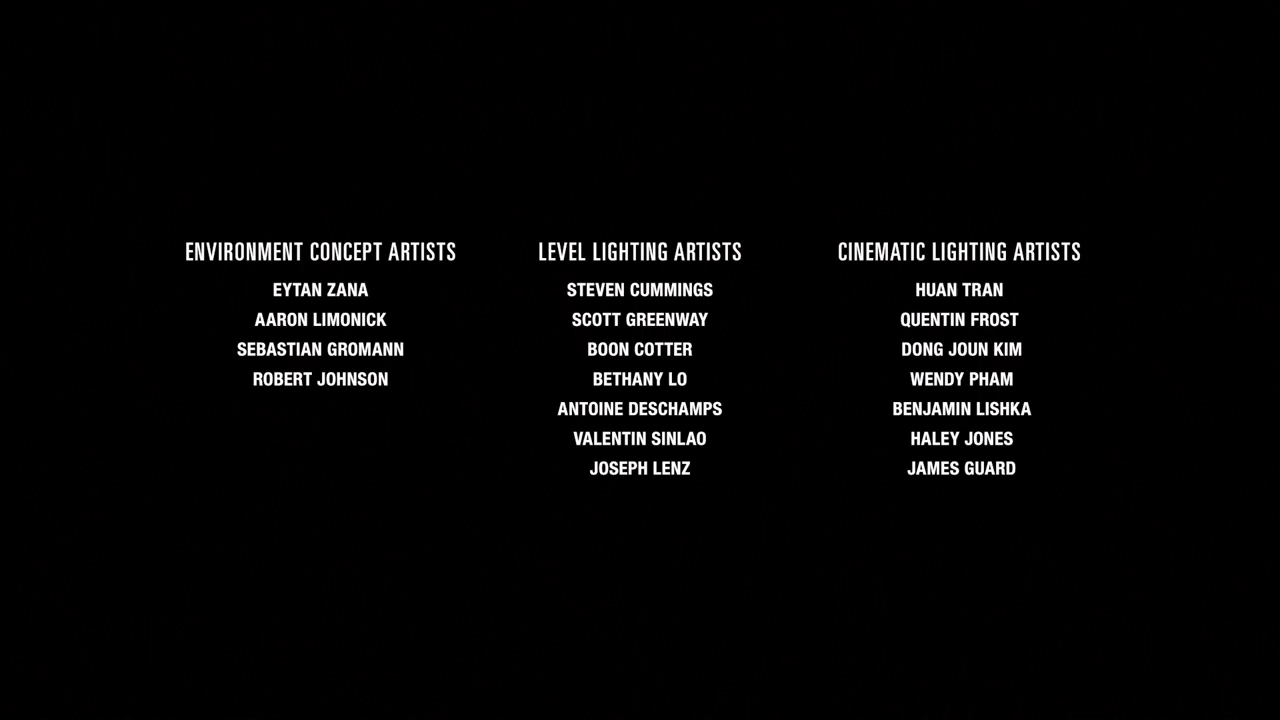 ENVIRONMENT CONCEPT ARTISTS
EYTAN ZANA
AARON LIMONICK
SEBASTIAN GROMANN
ROBERT JOHNSON
LEVEL LIGHTING ARTISTS
STEVEN CUMMINGS
SCOTT GREENWAY
BOON COTTER
BETHANY LO
ANTOINE DESCHAMPS
VALENTIN SINLAO
JOSEPH LENZ
CINEMATIC LIGHTING ARTISTS
HUAN TRAN
QUENTIN FROST
DONG JOUN KIM
WENDY PHAM
BENJAMIN LISHKA
HALEY JONES
JAMES GUARD